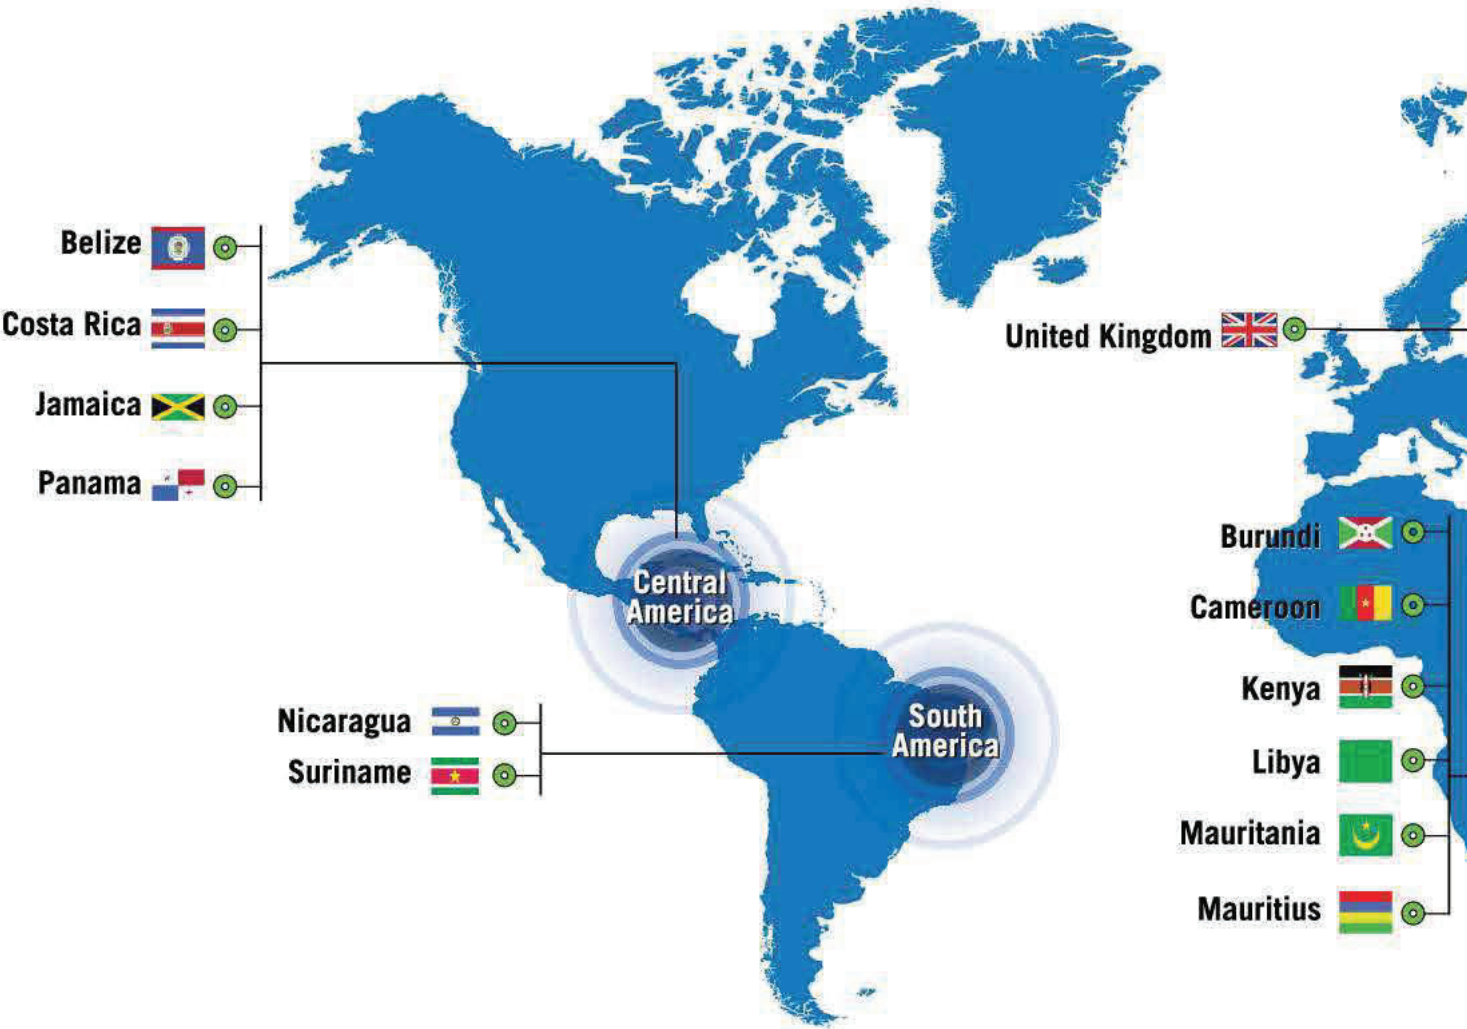 Belize
Costa Rica
Jamaica
Panama
Central
America
Nicaragua
Suriname
South
America
United Kingdom
Burundi
Cameroon
Kenya
Libya
Mauritania
Mauritius